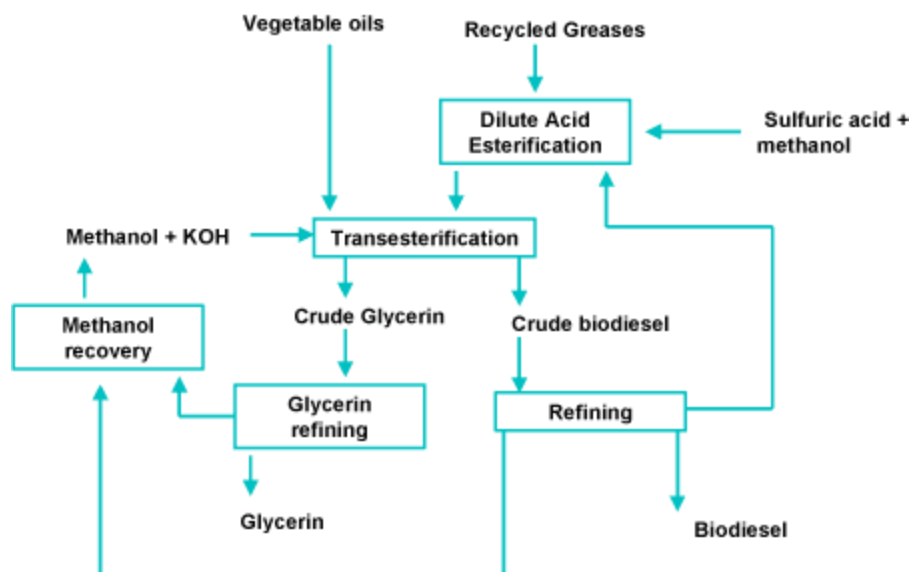 Vegetable oils
Recycled Greases
Dilute Acid
Esterification
Sulfuric acid +
methanol
Methanol + KOH
Transesterification
Methanol
recovery
Crude Glycerin
Crude biodiesel
Glycerin
refining
Refining
Glycerin
Biodiesel